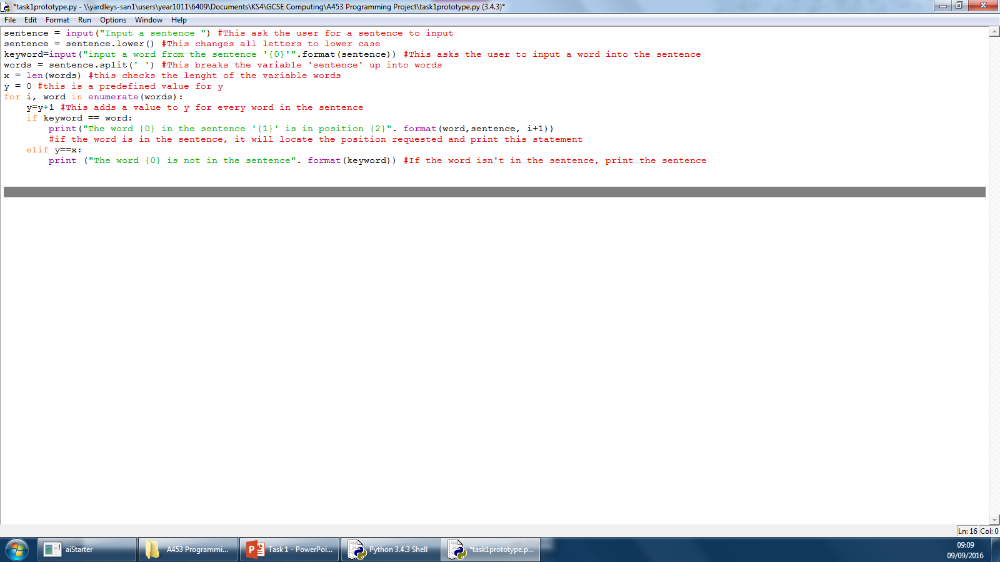 *task1prototype.py - \\yardleys-san1\users\year1011\6409\Documents\KS4\GCSE Computing\A453 Programming Project\task1prototype.py (3.4.3)*
File Edit Format Run Options Window Help
sentence = input("Input a sentence ") #This ask the user for a sentence to input
sentence = sentence.lower() #This changes all letters to lower case
keyword=input("input a word from the sentence '{0}'".format(sentence)) #This asks the user to input a word into the sentence
words = sentence.split(' ') #This breaks the variable 'sentence' up into words
x = len(words) #this checks the lenght of the variable words
y = 0 #this is a predefined value for y
for i, word in enumerate(words):
    y=y+1 #This adds a value to y for every word in the sentence
    if keyword == word:
        print("The word {0} in the sentence '{1}' is in position {2}". format(word,sentence, i+1))
        #if the word is in the sentence, it will locate the position requested and print this statement
    elif y==x:
        print ("The word {0} is not in the sentence". format(keyword)) #If the word isn't in the sentence, print the sentence
Ln: 16 Col: 0
aiStarter
A453 Programmi...
Task 1 - PowerPoi...
Python 3.4.3 Shell
*task1prototype.p...
09:09
09/09/2016